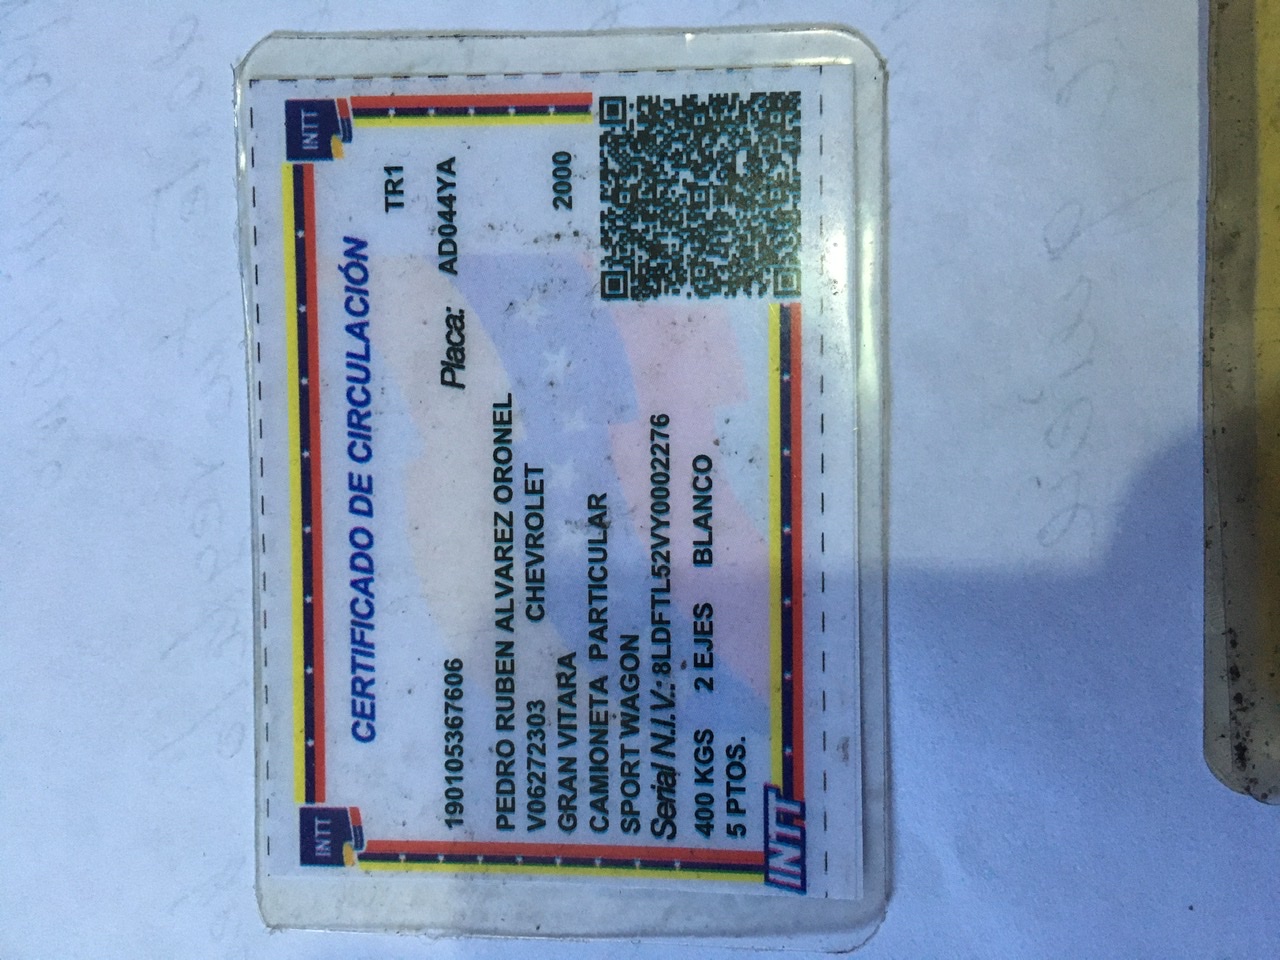 INTT
INTT
CERTIFICADO DE CIRCULACIÓN
TR1
190105367606 Placa: AD044YA
PEDRO RUBEN ALVAREZ ORONEL
V06272303 CHEVROLET
GRAN VITARA 2000
CAMIONETA PARTICULAR
SPORT WAGON
Serial N.I.V.: 8LDFTL52VY0002276
400 KGS 2 EJES BLANCO
5 PTOS.
INTT